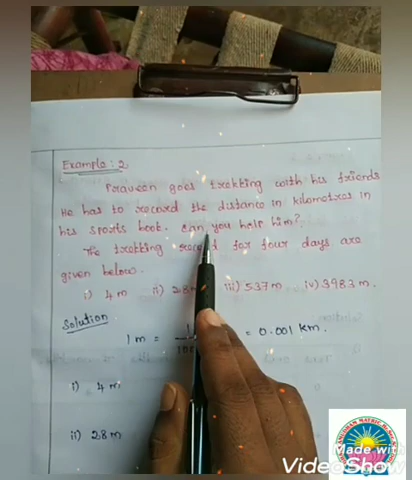 Example : 2.
Praveen goes trekking with his friends
He has to record the distance in kilometres in
his sports book. Can you help him?
The trekking record for four days are
given below.
i) 4 m ii) 28 m iii) 537 m iv) 3983 m.
Solution
1 m = = 0.001 km.
i) 4 m
ii) 28 m
Made with
VideoShow